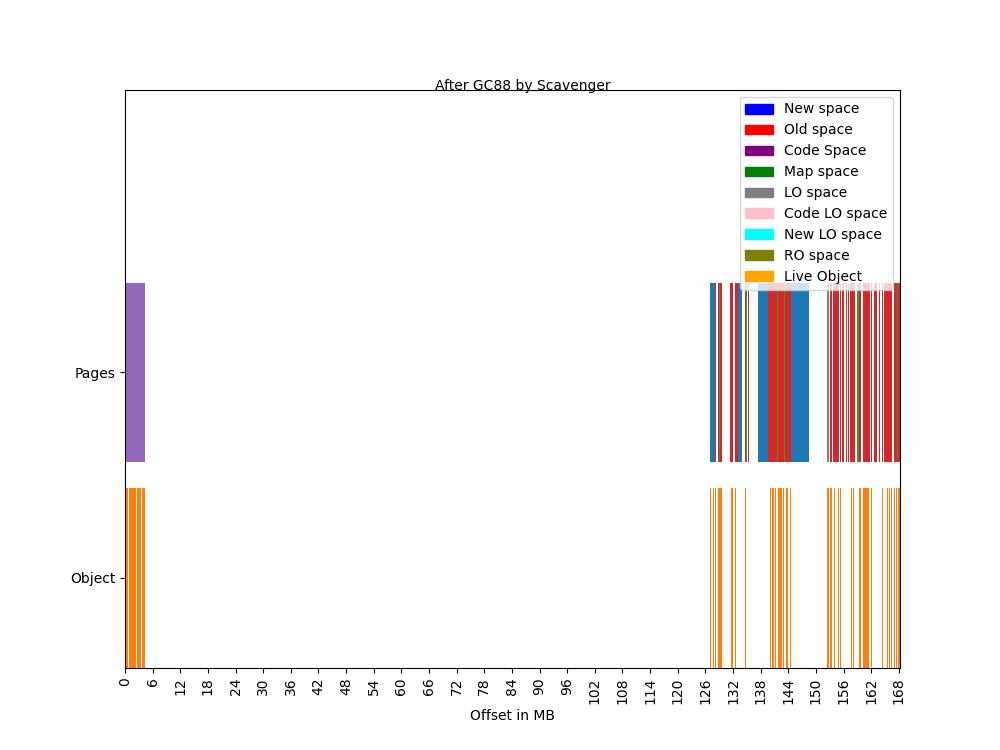 After GC88 by Scavenger
New space
Old space
Code Space
Map space
LO space
Code LO space
New LO space
RO space
Live Object
Pages
Object
0 6 12 18 24 30 36 42 48 54 60 66 72 78 84 90 96 102 108 114 120 126 132 138 144 150 156 162 168
Offset in MB